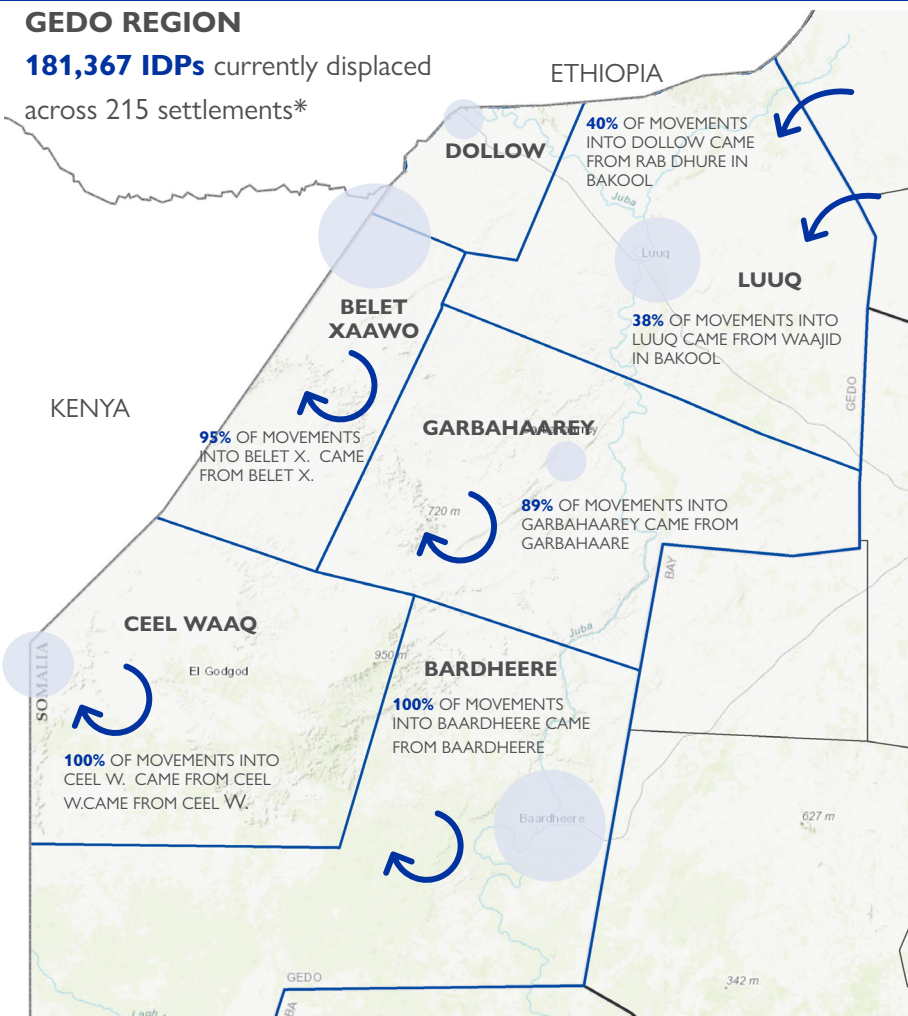 GEDO REGION
181,367 IDPs currently displaced
across 215 settlements*
ETHIOPIA
DOLLOW
40% OF MOVEMENTS
INTO DOLLOW CAME
FROM RAB DHURE IN
BAKOOL
Juba
Luuq
LUUQ
38% OF MOVEMENTS INTO
LUUQ CAME FROM WAAJID
IN BAKOOL
BELET
XAAWO
GEDO
KENYA
95% OF MOVEMENTS
INTO BELET X. CAME
FROM BELET X.
GARBAHAAREY
720 m
89% OF MOVEMENTS INTO
GARBAHAAREY CAME FROM
GARBAHAARE
BAY
CEEL WAAQ
Juba
950 m
El Godgod
SOMALIA
BARDHEERE
100% OF MOVEMENTS
INTO BAARDHEERE CAME
FROM BAARDHEERE
100% OF MOVEMENTS INTO
CEEL W. CAME FROM CEEL
W.CAME FROM CEEL W.
Baardheere
627 m
GEDO
342 m